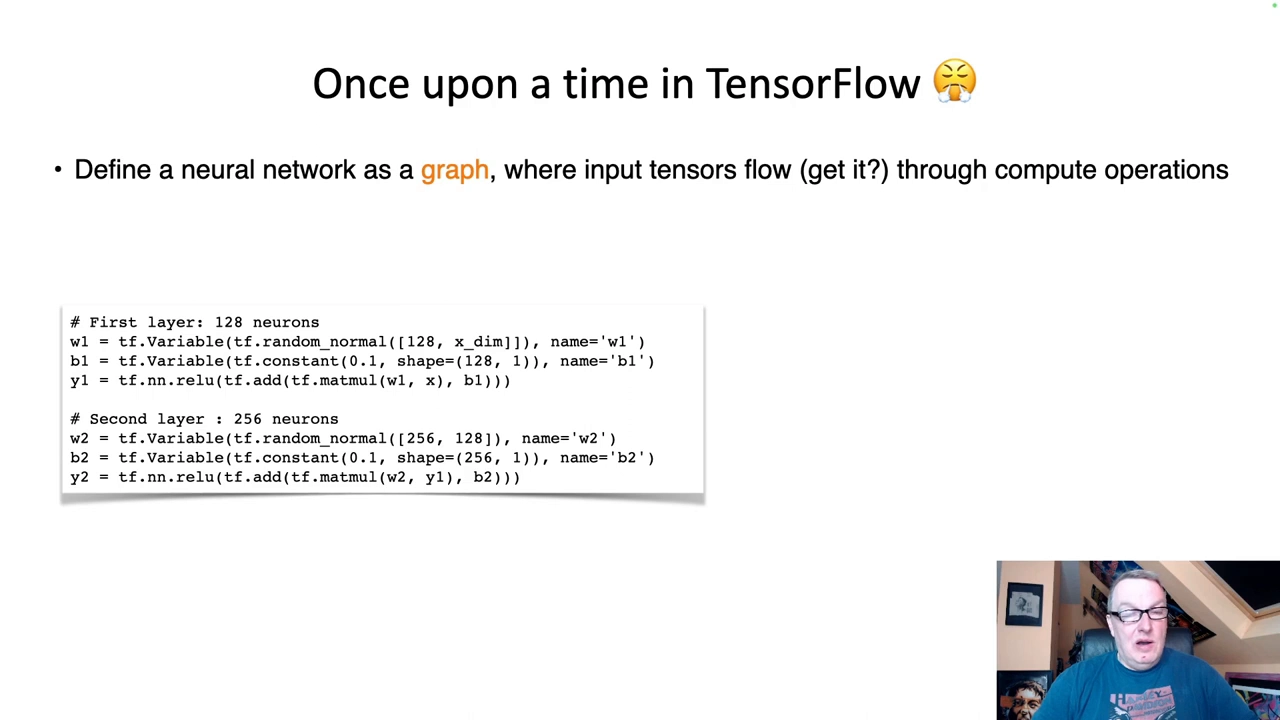 Once upon a time in TensorFlow 😤
• Define a neural network as a graph, where input tensors flow (get it?) through compute operations
# First layer: 128 neurons
w1 = tf.Variable(tf.random_normal([128, x_dim]]), name='w1')
b1 = tf.Variable(tf.constant(0.1, shape=(128, 1)), name='b1')
y1 = tf.nn.relu(tf.add(tf.matmul(w1, x), b1)))
# Second layer : 256 neurons
w2 = tf.Variable(tf.random_normal([256, 128]), name='w2')
b2 = tf.Variable(tf.constant(0.1, shape=(256, 1)), name='b2')
y2 = tf.nn.relu(tf.add(tf.matmul(w2, y1), b2)))